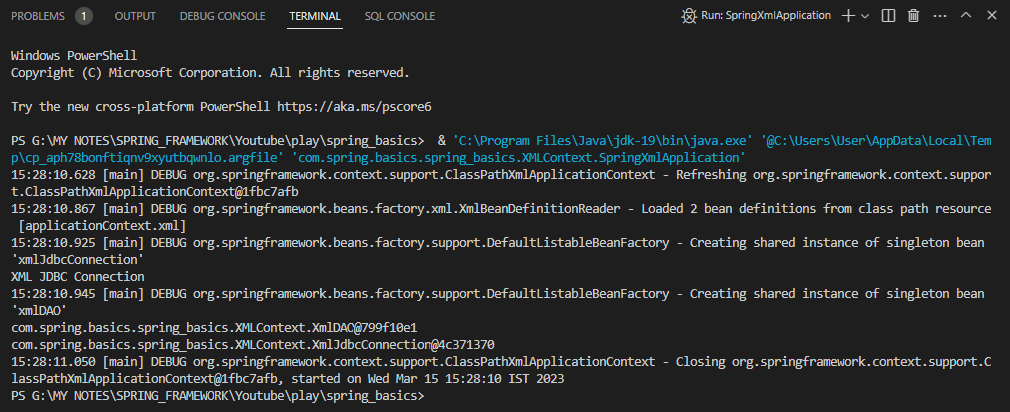 PROBLEMS 1 OUTPUT DEBUG CONSOLE TERMINAL SQL CONSOLE Run: SpringXmlApplication
Windows PowerShell
Copyright (C) Microsoft Corporation. All rights reserved.
Try the new cross-platform PowerShell https://aka.ms/pscore6
PS G:\MY NOTES\SPRING_FRAMEWORK\Youtube\play\spring_basics>  & 'C:\Program Files\Java\jdk-19\bin\java.exe' '@C:\Users\User\AppData\Local\Tem
p\cp_aph78bonftiqnv9xyutbqwnlo.argfile' 'com.spring.basics.spring_basics.XMLContext.SpringXmlApplication'
15:28:10.628 [main] DEBUG org.springframework.context.support.ClassPathXmlApplicationContext - Refreshing org.springframework.context.suppor
t.ClassPathXmlApplicationContext@1fbc7afb
15:28:10.867 [main] DEBUG org.springframework.beans.factory.xml.XmlBeanDefinitionReader - Loaded 2 bean definitions from class path resource
[applicationContext.xml]
15:28:10.925 [main] DEBUG org.springframework.beans.factory.support.DefaultListableBeanFactory - Creating shared instance of singleton bean
'xmlJdbcConnection'
XML JDBC Connection
15:28:10.945 [main] DEBUG org.springframework.beans.factory.support.DefaultListableBeanFactory - Creating shared instance of singleton bean
'xmlDAO'
com.spring.basics.spring_basics.XMLContext.XmlDAO@799f10e1
com.spring.basics.spring_basics.XMLContext.XmlJdbcConnection@4c371370
15:28:11.050 [main] DEBUG org.springframework.context.support.ClassPathXmlApplicationContext - Closing org.springframework.context.support.C
lassPathXmlApplicationContext@1fbc7afb, started on Wed Mar 15 15:28:10 IST 2023
PS G:\MY NOTES\SPRING_FRAMEWORK\Youtube\play\spring_basics>